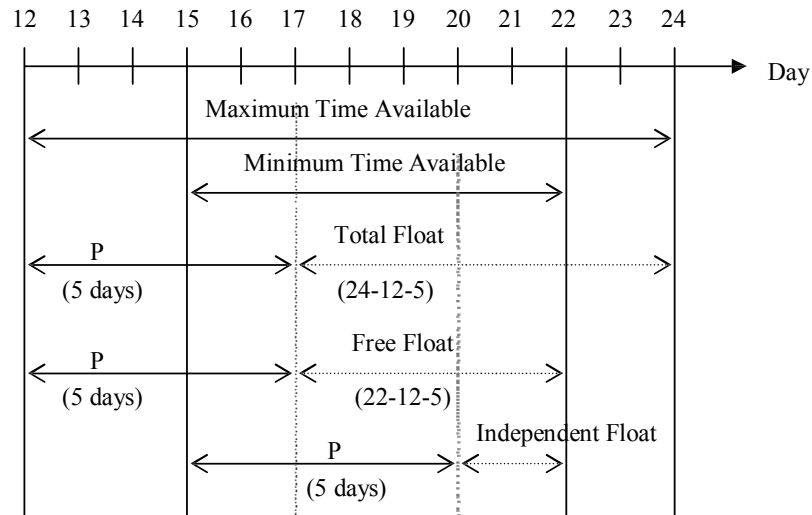 12 13 14 15 16 17 18 19 20 21 22 23 24
Day
Maximum Time Available
Minimum Time Available
P Total Float
(5 days) (24-12-5)
P Free Float
(5 days) (22-12-5)
P Independent Float
(5 days)